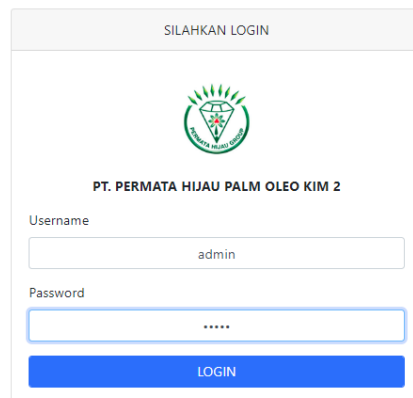 SILAHKAN LOGIN
PERMATA HIJAU GROUP
PT. PERMATA HIJAU PALM OLEO KIM 2
Username
admin
Password
•••••
LOGIN